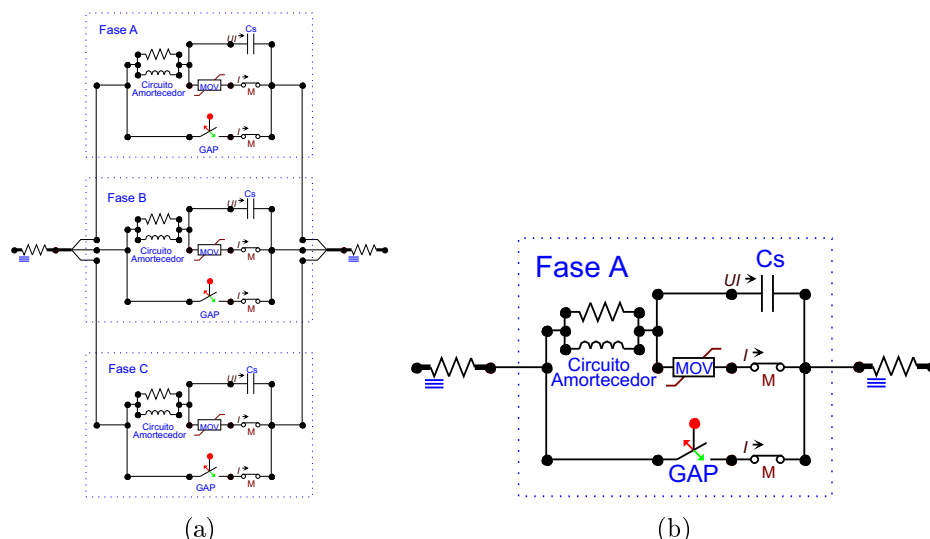 Fase A
UI
Cs
Circuito
Amortecedor
MOV
I
M
GAP
I
M
Fase B
UI
Cs
Circuito
Amortecedor
MOV
I
M
GAP
I
M
Fase C
UI
Cs
Circuito
Amortecedor
MOV
I
M
GAP
I
M
(a)
Fase A
UI
Cs
Circuito
Amortecedor
MOV
I
M
GAP
I
M
(b)